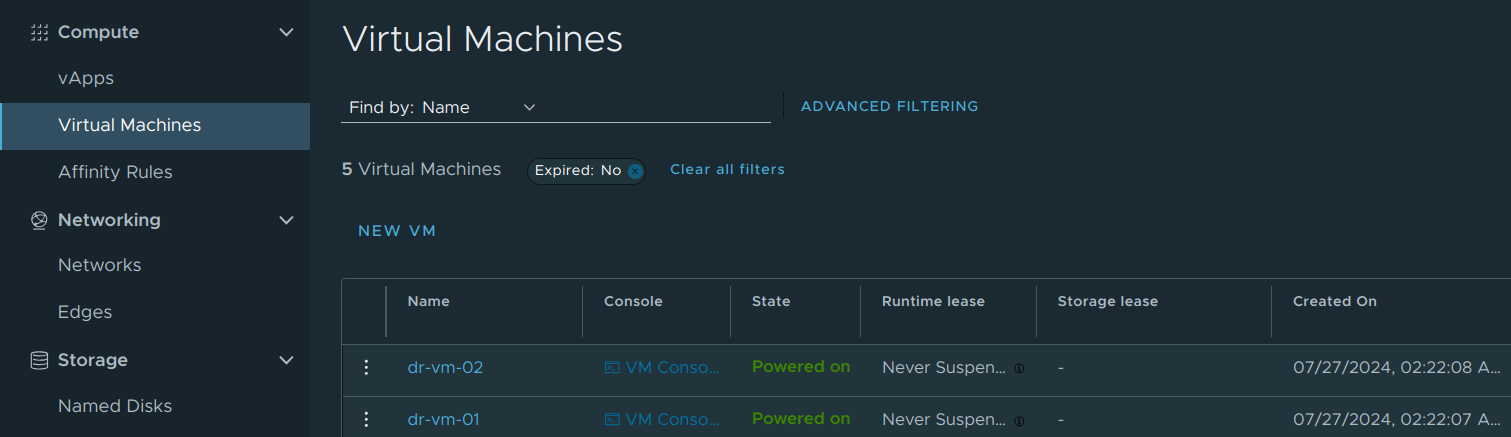 Compute
vApps
Virtual Machines
Affinity Rules
Networking
Networks
Edges
Storage
Named Disks
Virtual Machines
Find by: Name
ADVANCED FILTERING
5 Virtual Machines
Expired: No
Clear all filters
NEW VM
Name Console State Runtime lease Storage lease Created On
dr-vm-02 VM Conso... Powered on Never Suspen... - 07/27/2024, 02:22:08 A...
dr-vm-01 VM Conso... Powered on Never Suspen... - 07/27/2024, 02:22:07 A...